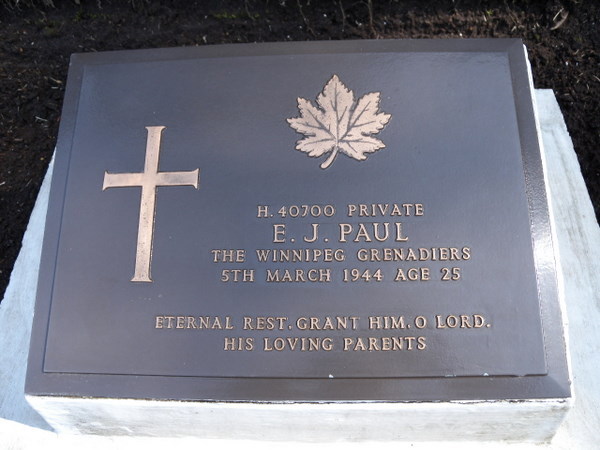 H. 40700 PRIVATE
E. J. PAUL
THE WINNIPEG GRENADIERS
5TH MARCH 1944 AGE 25
ETERNAL REST. GRANT HIM. O LORD.
HIS LOVING PARENTS